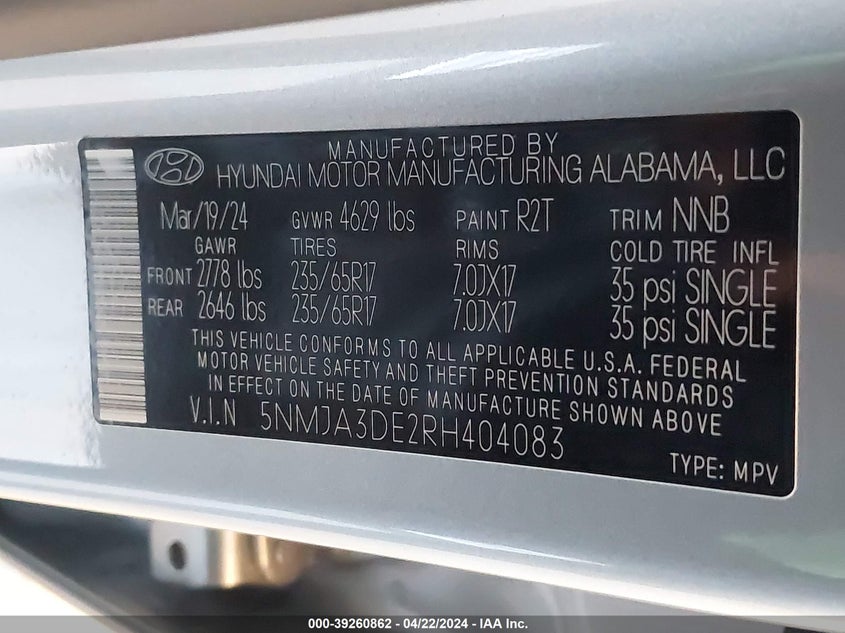 MANUFACTURED BY
HYUNDAI MOTOR MANUFACTURING ALABAMA, LLC
Mar/19/24 GVWR 4629 lbs PAINT R2T TRIM NNB
GAWR TIRES RIMS COLD TIRE INFL
FRONT 2778 lbs 235/65R17 7.0JX17 35 psi SINGLE
REAR 2646 lbs 235/65R17 7.0JX17 35 psi SINGLE
THIS VEHICLE CONFORMS TO ALL APPLICABLE U.S.A. FEDERAL
MOTOR VEHICLE SAFETY AND THEFT PREVENTION STANDARDS
IN EFFECT ON THE DATE OF MANUFACTURE SHOWN ABOVE
V.I.N 5NMJA3DE2RH404083
TYPE: MPV
000-39260862 - 04/22/2024 - IAA Inc.